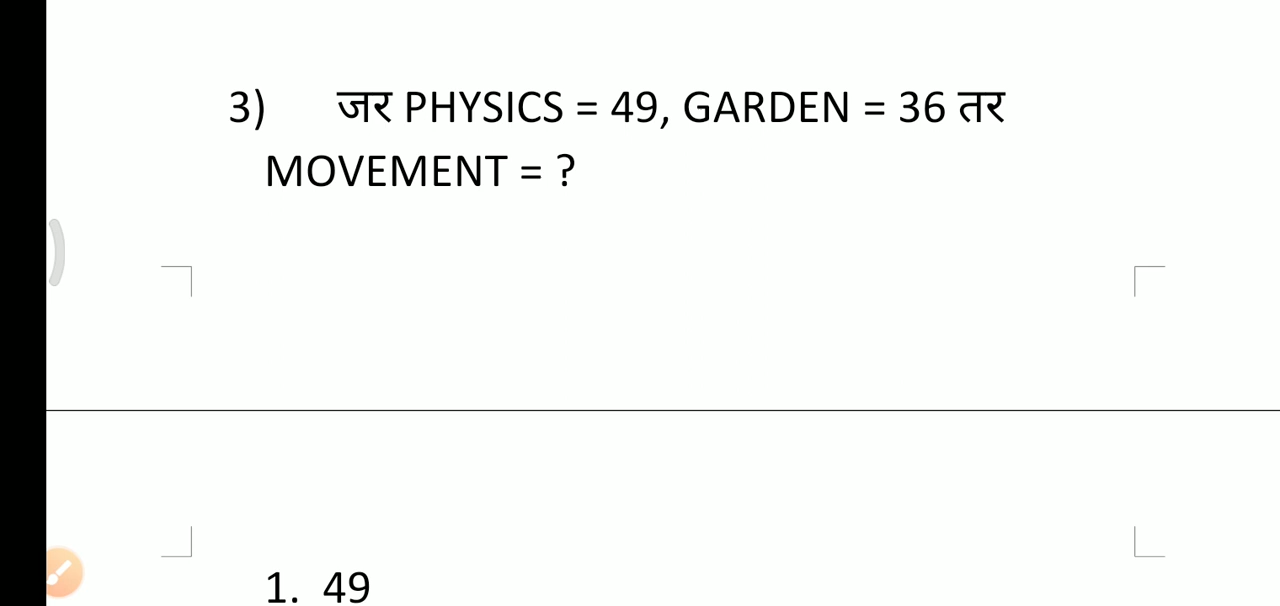 3) जर PHYSICS = 49, GARDEN = 36 तर
MOVEMENT = ?
1. 49